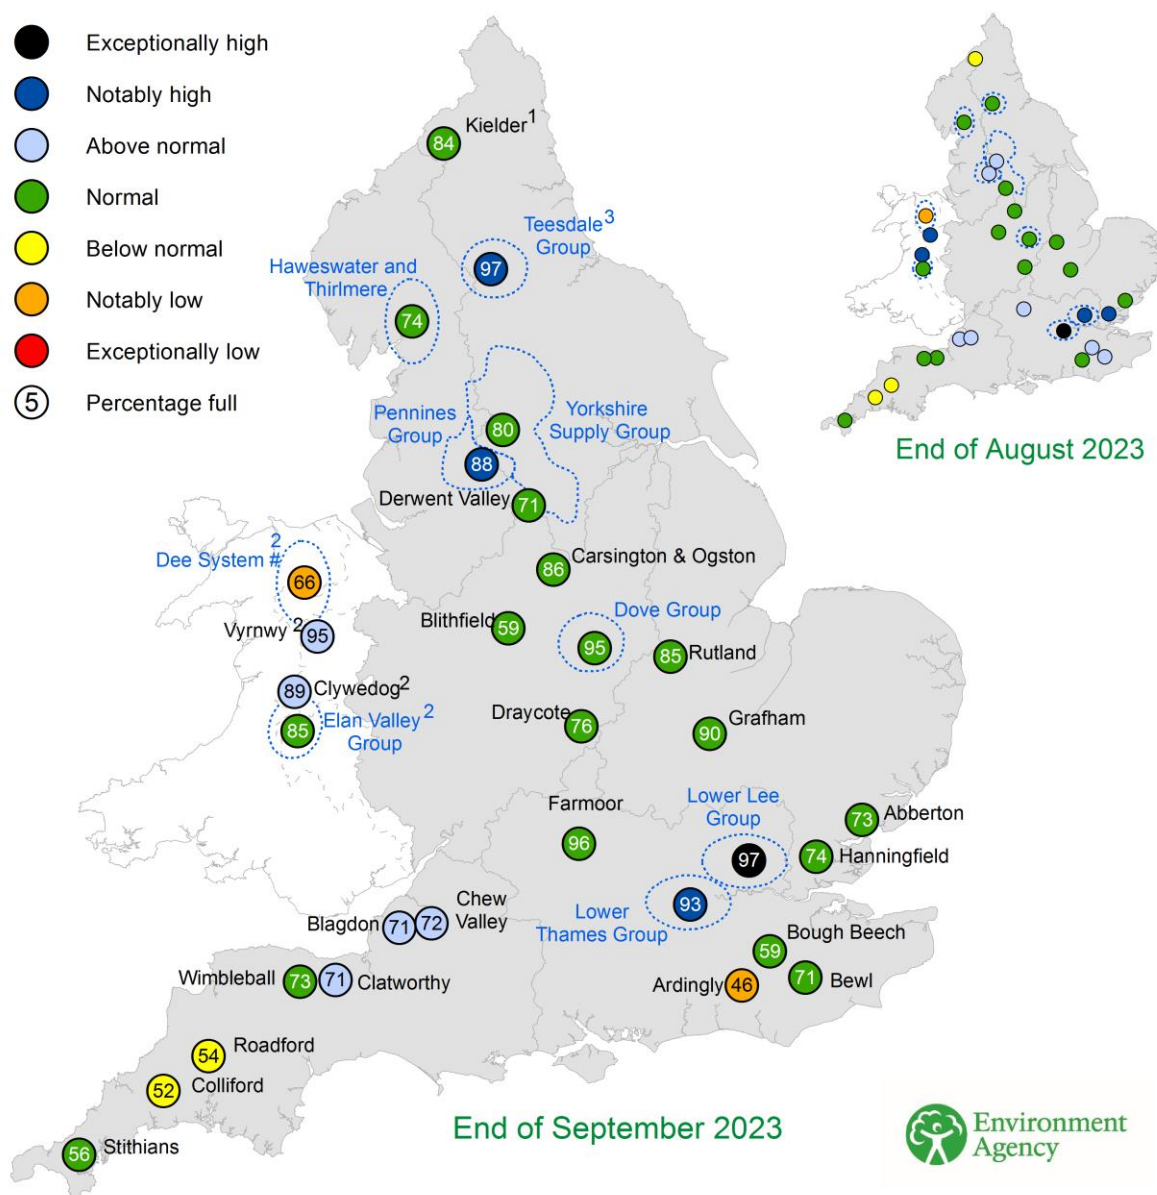 Exceptionally high
Notably high
Above normal
Normal
Below normal
Notably low
Exceptionally low
5 Percentage full
Kielder1
84
Teesdale3
Group
97
Haweswater and
Thirlmere
74
Pennines
Group
88
Yorkshire
Supply Group
80
Derwent Valley
71
Dee System #2
66
Carsington & Ogston
86
Vyrnwy 2
95
Blithfield
59
Dove Group
95
Rutland
85
Clywedog2
89
Elan Valley2
Group
85
Draycote
76
Grafham
90
Farmoor
96
Lower Lee
Group
97
Abberton
73
Hanningfield
74
Lower
Thames Group
93
Blagdon
71
Chew
Valley
72
Bough Beech
59
Bewl
71
Ardingly
46
Wimbleball
73
Clatworthy
71
Roadford
54
Colliford
52
Stithians
56
End of August 2023
End of September 2023
Environment
Agency